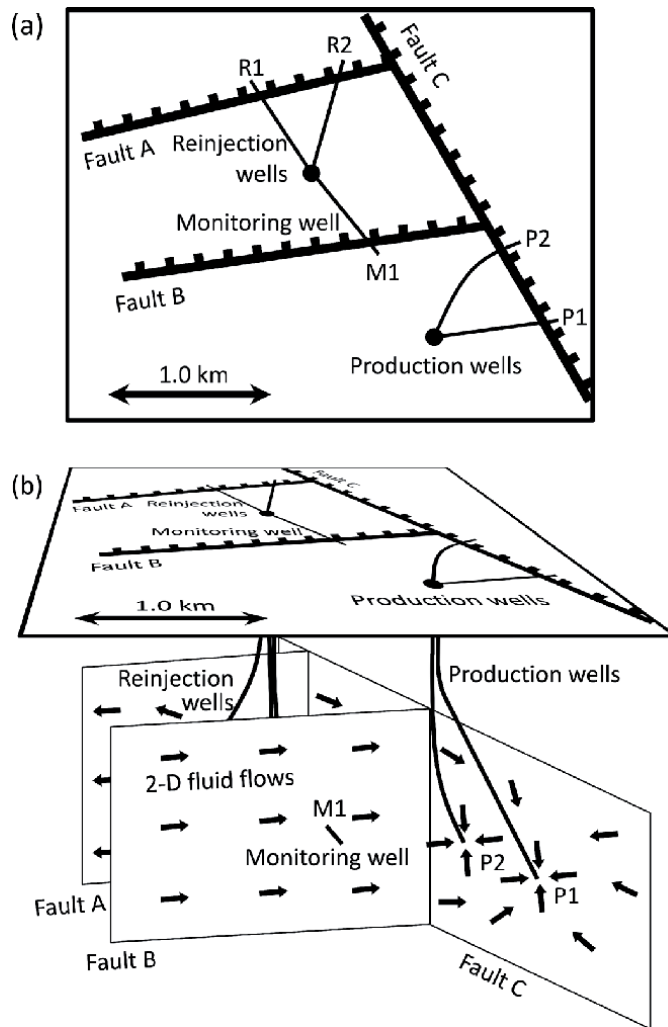 (a)
R1
R2
Fault C
Fault A
Reinjection
wells
Monitoring well
P2
M1
Fault B
P1
Production wells
1.0 km
(b)
Fault C
Fault A
Reinjection
wells
Monitoring well
Fault B
1.0 km
Production wells
Reinjection
wells
Production wells
2-D fluid flows
M1
Monitoring well
P2
P1
Fault A
Fault B
Fault C